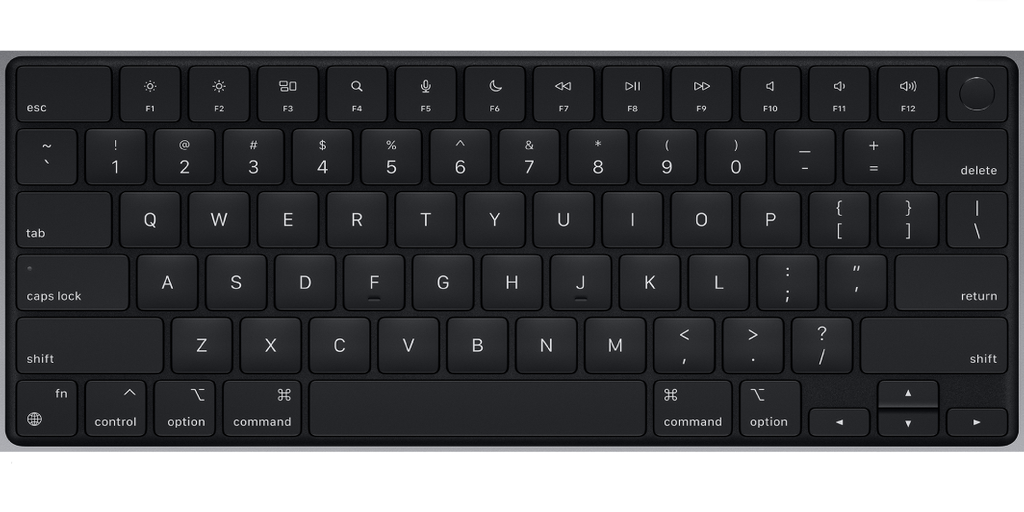 esc F1 F2 F3 F4 F5 F6 F7 F8 F9 F10 F11 F12
~ ! @ # $ % ^ & * ( ) _ +
` 1 2 3 4 5 6 7 8 9 0 - = delete
tab Q W E R T Y U I O P { [ } ] | \
caps lock A S D F G H J K L : ; " ' return
shift Z X C V B N M < , > . ? / shift
fn ^ ⌥ ⌘ ⌘ ⌥ ▲
control option command command option ◄ ▼ ►